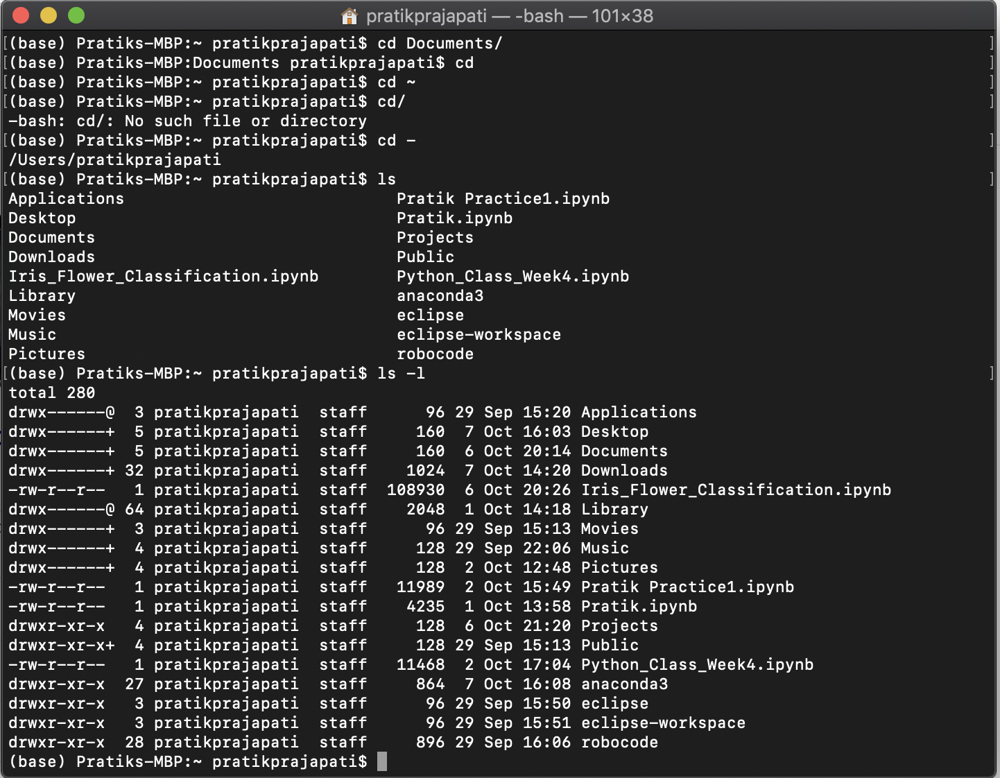 pratikprajapati — -bash — 101×38
[(base) Pratiks-MBP:~ pratikprajapati$ cd Documents/ ]
[(base) Pratiks-MBP:Documents pratikprajapati$ cd ]
[(base) Pratiks-MBP:~ pratikprajapati$ cd ~ ]
[(base) Pratiks-MBP:~ pratikprajapati$ cd/ ]
-bash: cd/: No such file or directory
[(base) Pratiks-MBP:~ pratikprajapati$ cd - ]
/Users/pratikprajapati
[(base) Pratiks-MBP:~ pratikprajapati$ ls ]
Applications                            Pratik Practice1.ipynb
Desktop                                 Pratik.ipynb
Documents                               Projects
Downloads                               Public
Iris_Flower_Classification.ipynb        Python_Class_Week4.ipynb
Library                                 anaconda3
Movies                                  eclipse
Music                                   eclipse-workspace
Pictures                                robocode
[(base) Pratiks-MBP:~ pratikprajapati$ ls -l ]
total 280
drwx------@  3 pratikprajapati  staff      96 29 Sep 15:20 Applications
drwx------+  5 pratikprajapati  staff     160  7 Oct 16:03 Desktop
drwx------+  5 pratikprajapati  staff     160  6 Oct 20:14 Documents
drwx------+ 32 pratikprajapati  staff    1024  7 Oct 14:20 Downloads
-rw-r--r--   1 pratikprajapati  staff  108930  6 Oct 20:26 Iris_Flower_Classification.ipynb
drwx------@ 64 pratikprajapati  staff    2048  1 Oct 14:18 Library
drwx------+  3 pratikprajapati  staff      96 29 Sep 15:13 Movies
drwx------+  4 pratikprajapati  staff     128 29 Sep 22:06 Music
drwx------+  4 pratikprajapati  staff     128  2 Oct 12:48 Pictures
-rw-r--r--   1 pratikprajapati  staff   11989  2 Oct 15:49 Pratik Practice1.ipynb
-rw-r--r--   1 pratikprajapati  staff    4235  1 Oct 13:58 Pratik.ipynb
drwxr-xr-x   4 pratikprajapati  staff     128  6 Oct 21:20 Projects
drwxr-xr-x+  4 pratikprajapati  staff     128 29 Sep 15:13 Public
-rw-r--r--   1 pratikprajapati  staff   11468  2 Oct 17:04 Python_Class_Week4.ipynb
drwxr-xr-x  27 pratikprajapati  staff     864  7 Oct 16:08 anaconda3
drwxr-xr-x   3 pratikprajapati  staff      96 29 Sep 15:50 eclipse
drwxr-xr-x   3 pratikprajapati  staff      96 29 Sep 15:51 eclipse-workspace
drwxr-xr-x  28 pratikprajapati  staff     896 29 Sep 16:06 robocode
(base) Pratiks-MBP:~ pratikprajapati$